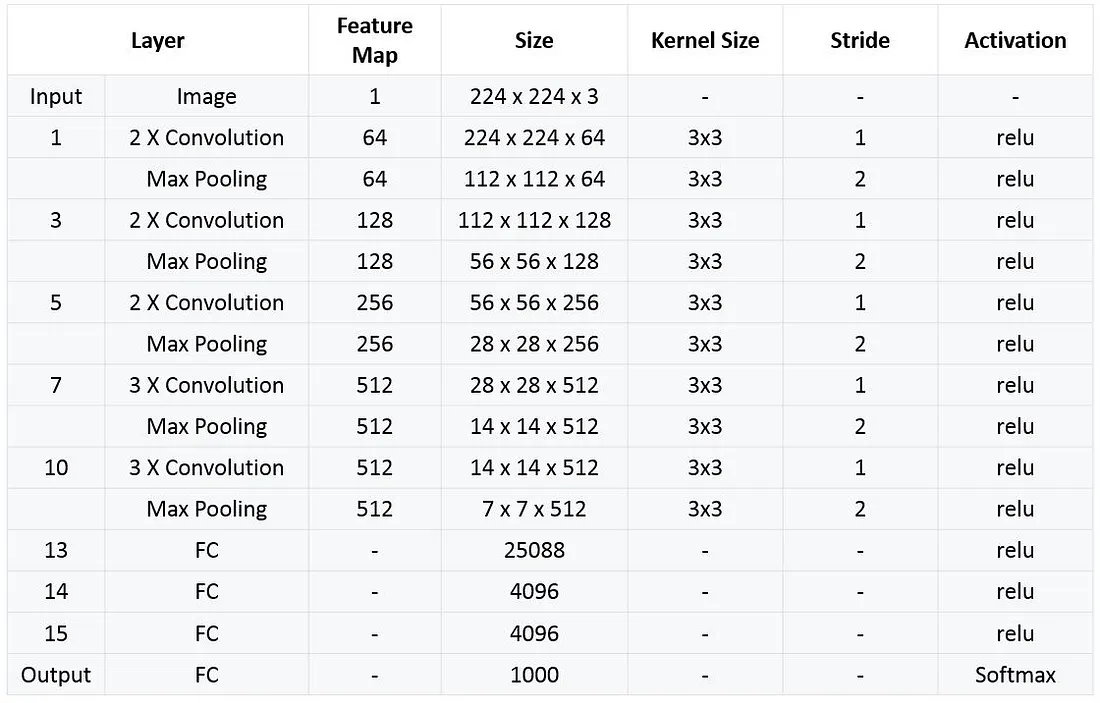 Layer Feature Map Size Kernel Size Stride Activation
Input Image 1 224 x 224 x 3 - - -
1 2 X Convolution 64 224 x 224 x 64 3x3 1 relu
Max Pooling 64 112 x 112 x 64 3x3 2 relu
3 2 X Convolution 128 112 x 112 x 128 3x3 1 relu
Max Pooling 128 56 x 56 x 128 3x3 2 relu
5 2 X Convolution 256 56 x 56 x 256 3x3 1 relu
Max Pooling 256 28 x 28 x 256 3x3 2 relu
7 3 X Convolution 512 28 x 28 x 512 3x3 1 relu
Max Pooling 512 14 x 14 x 512 3x3 2 relu
10 3 X Convolution 512 14 x 14 x 512 3x3 1 relu
Max Pooling 512 7 x 7 x 512 3x3 2 relu
13 FC - 25088 - - relu
14 FC - 4096 - - relu
15 FC - 4096 - - relu
Output FC - 1000 - - Softmax